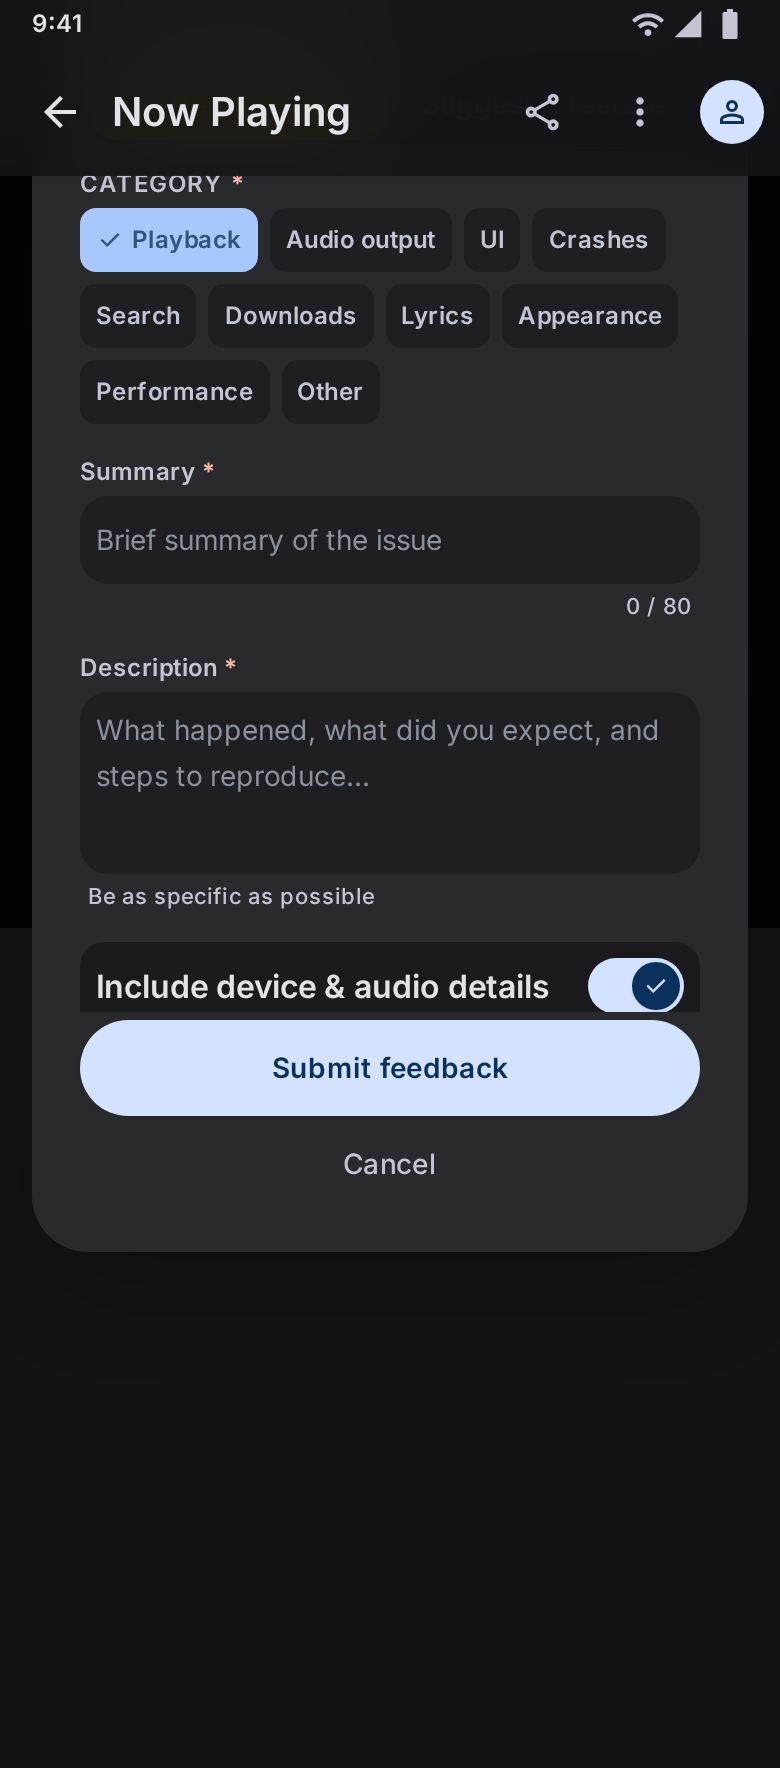 9:41
Now Playing
CATEGORY *
Playback Audio output UI Crashes
Search Downloads Lyrics Appearance
Performance Other
Summary *
Brief summary of the issue
0 / 80
Description *
What happened, what did you expect, and
steps to reproduce...
Be as specific as possible
Include device & audio details
Submit feedback
Cancel